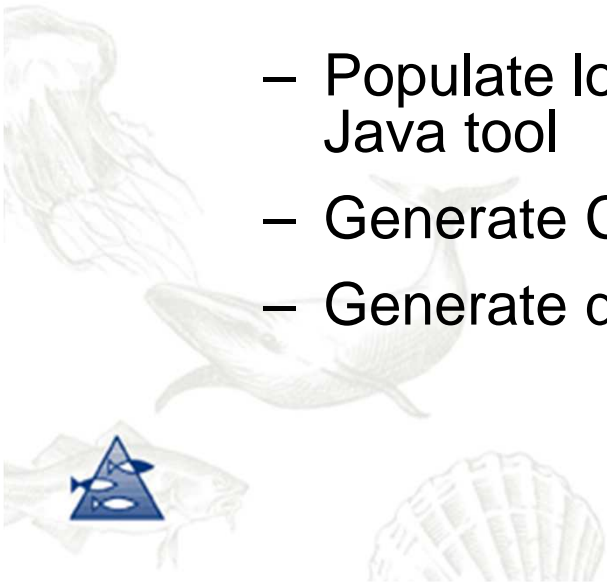 – Populate
Java tool
– Generate
– Generate